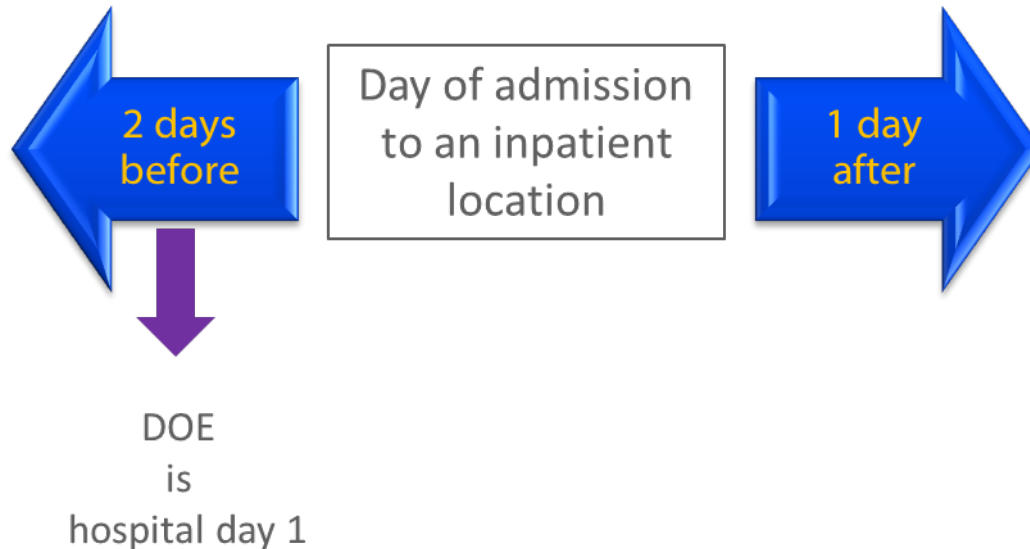 2 days
before
Day of admission
to an inpatient
location
1 day
after
DOE
is
hospital day 1